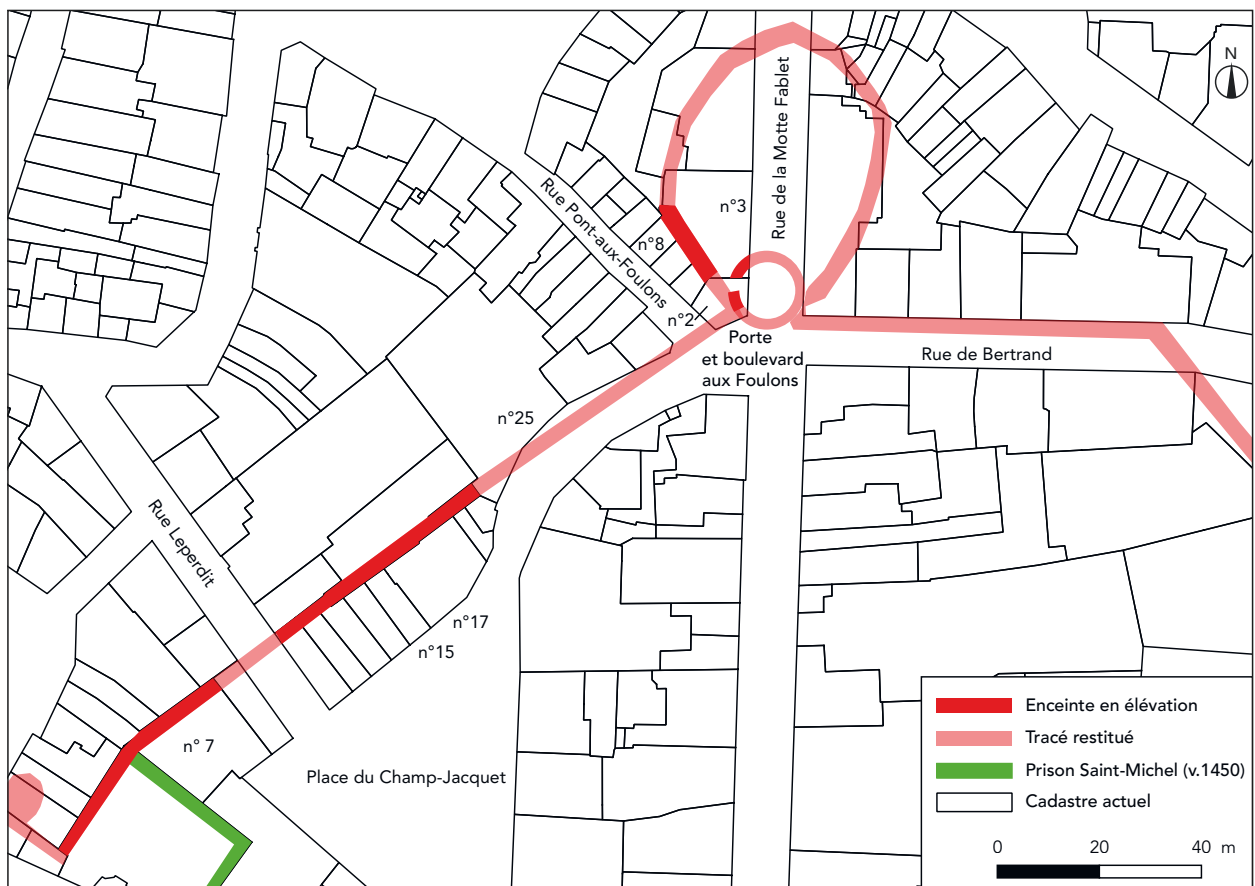 N
Rue de la Motte Fablet
Rue Pont-aux-Foulons
n°3
n°8
n°2
Porte
et boulevard
aux Foulons
Rue de Bertrand
n°25
Rue Leperdit
n°17
n°15
n° 7
Place du Champ-Jacquet
Enceinte en élévation
Tracé restitué
Prison Saint-Michel (v.1450)
Cadastre actuel
0 20 40 m